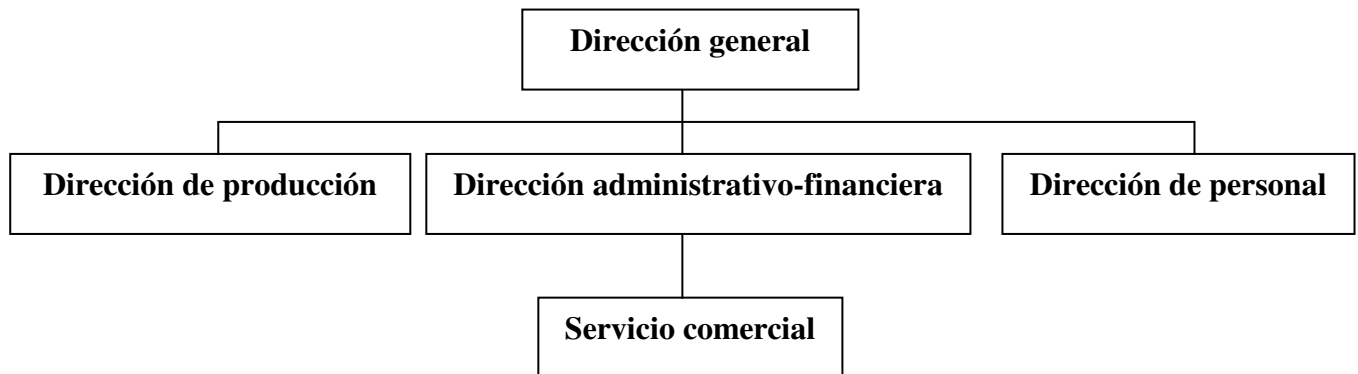 Dirección general
Dirección de producción
Dirección administrativo-financiera
Dirección de personal
Servicio comercial